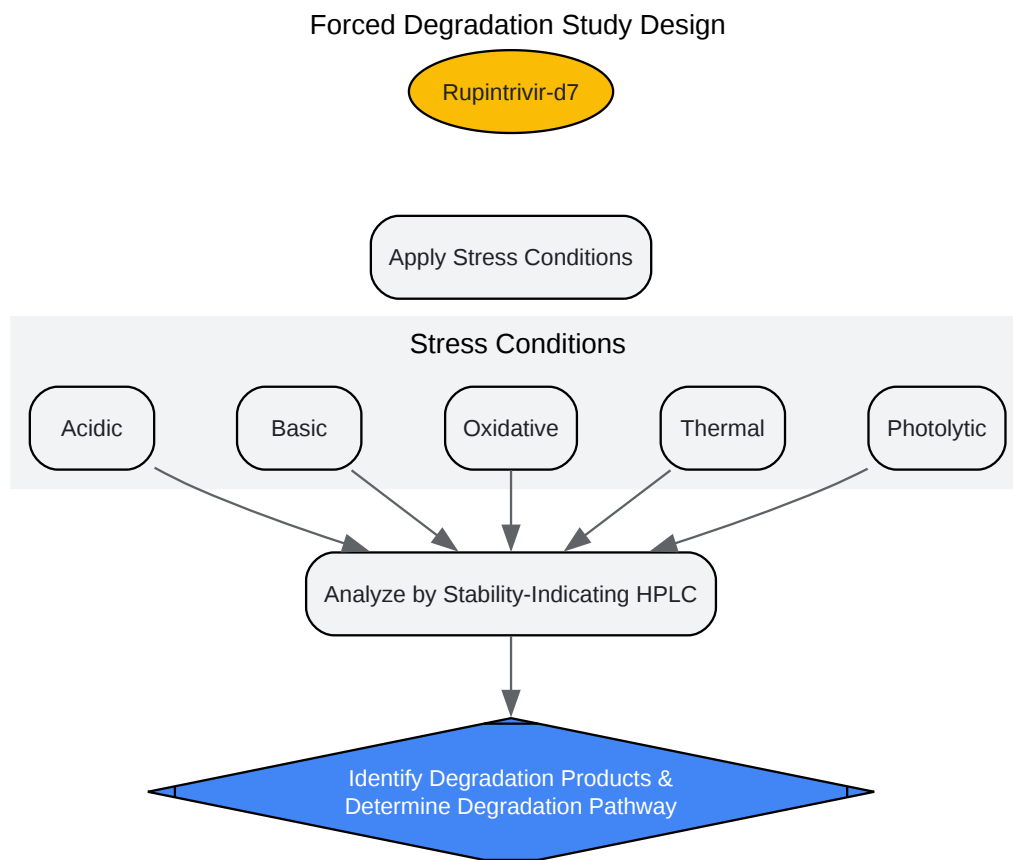 Forced Degradation Study Design
Rupintrivir-d7
Apply Stress Conditions
Stress Conditions
Acidic
Basic
Oxidative
Thermal
Photolytic
Analyze by Stability-Indicating HPLC
Identify Degradation Products &
Determine Degradation Pathway